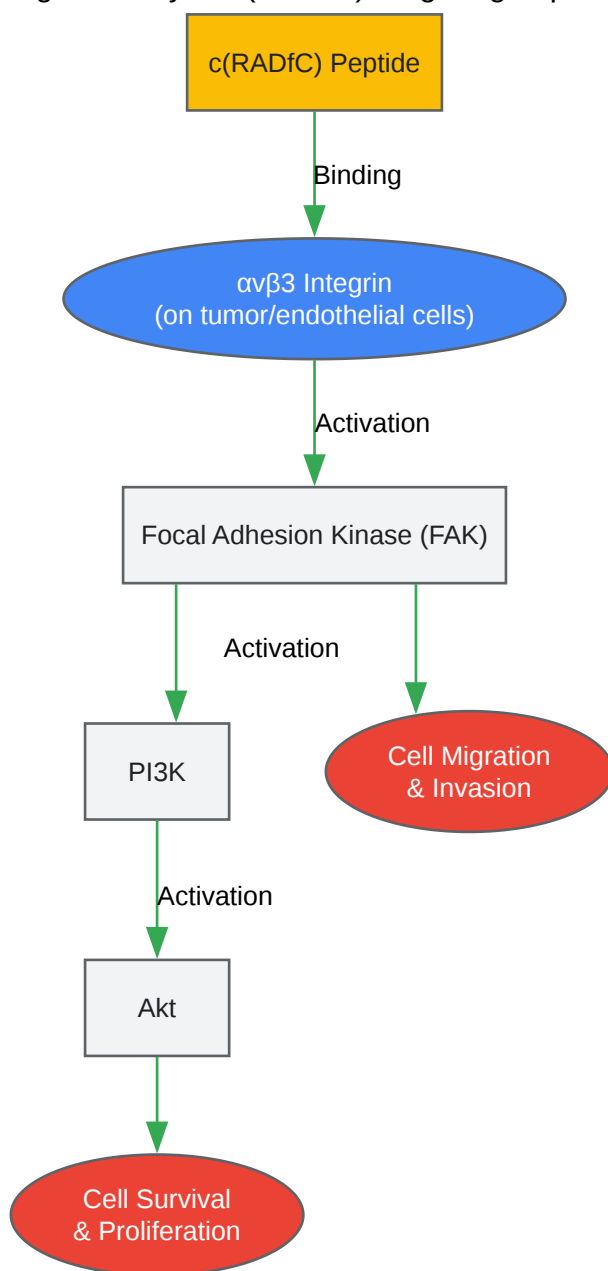 c(RADfC) Peptide
Binding
αvβ3 Integrin
(on tumor/endothelial cells)
Activation
Focal Adhesion Kinase (FAK)
Activation
PI3K
Cell Migration
& Invasion
Activation
Akt
Cell Survival
& Proliferation